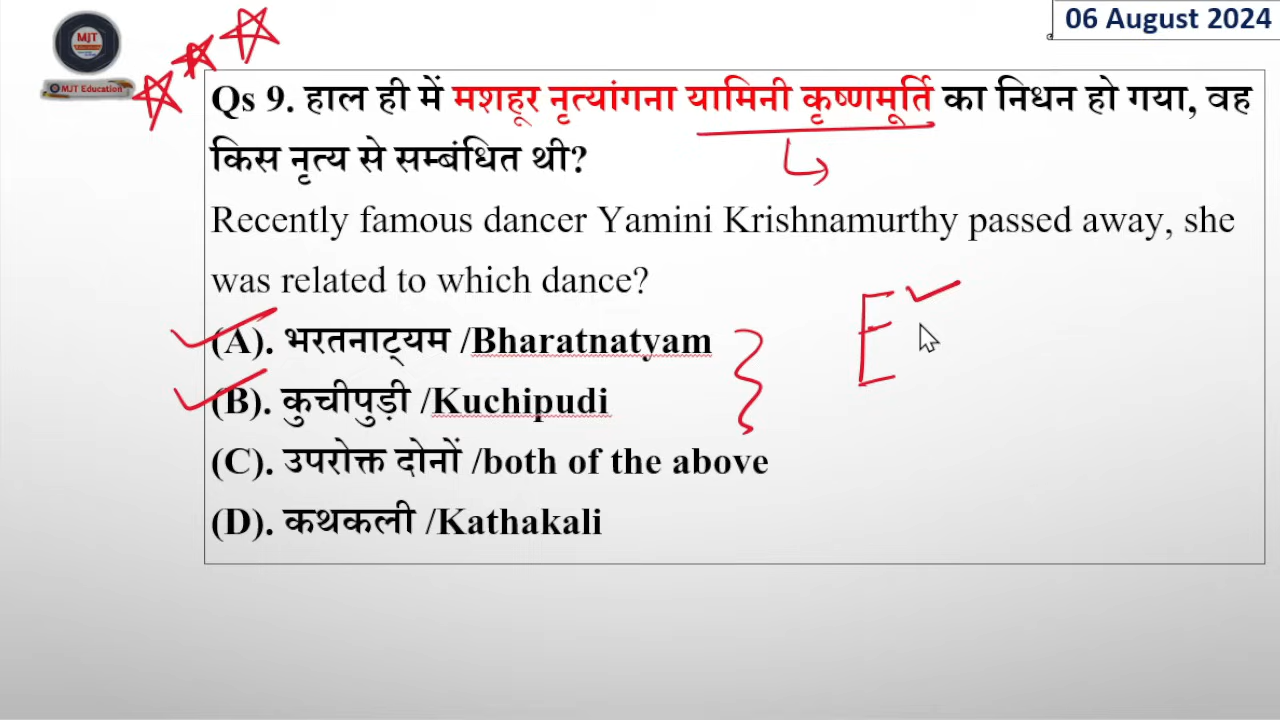 06 August 2024
MJT
MJT Education
Qs 9. हाल ही में मशहूर नृत्यांगना यामिनी कृष्णमूर्ति का निधन हो गया, वह
किस नृत्य से सम्बंधित थी?
Recently famous dancer Yamini Krishnamurthy passed away, she
was related to which dance?
(A). भरतनाट्यम /Bharatnatyam
(B). कुचीपुड़ी /Kuchipudi
(C). उपरोक्त दोनों /both of the above
(D). कथकली /Kathakali
E